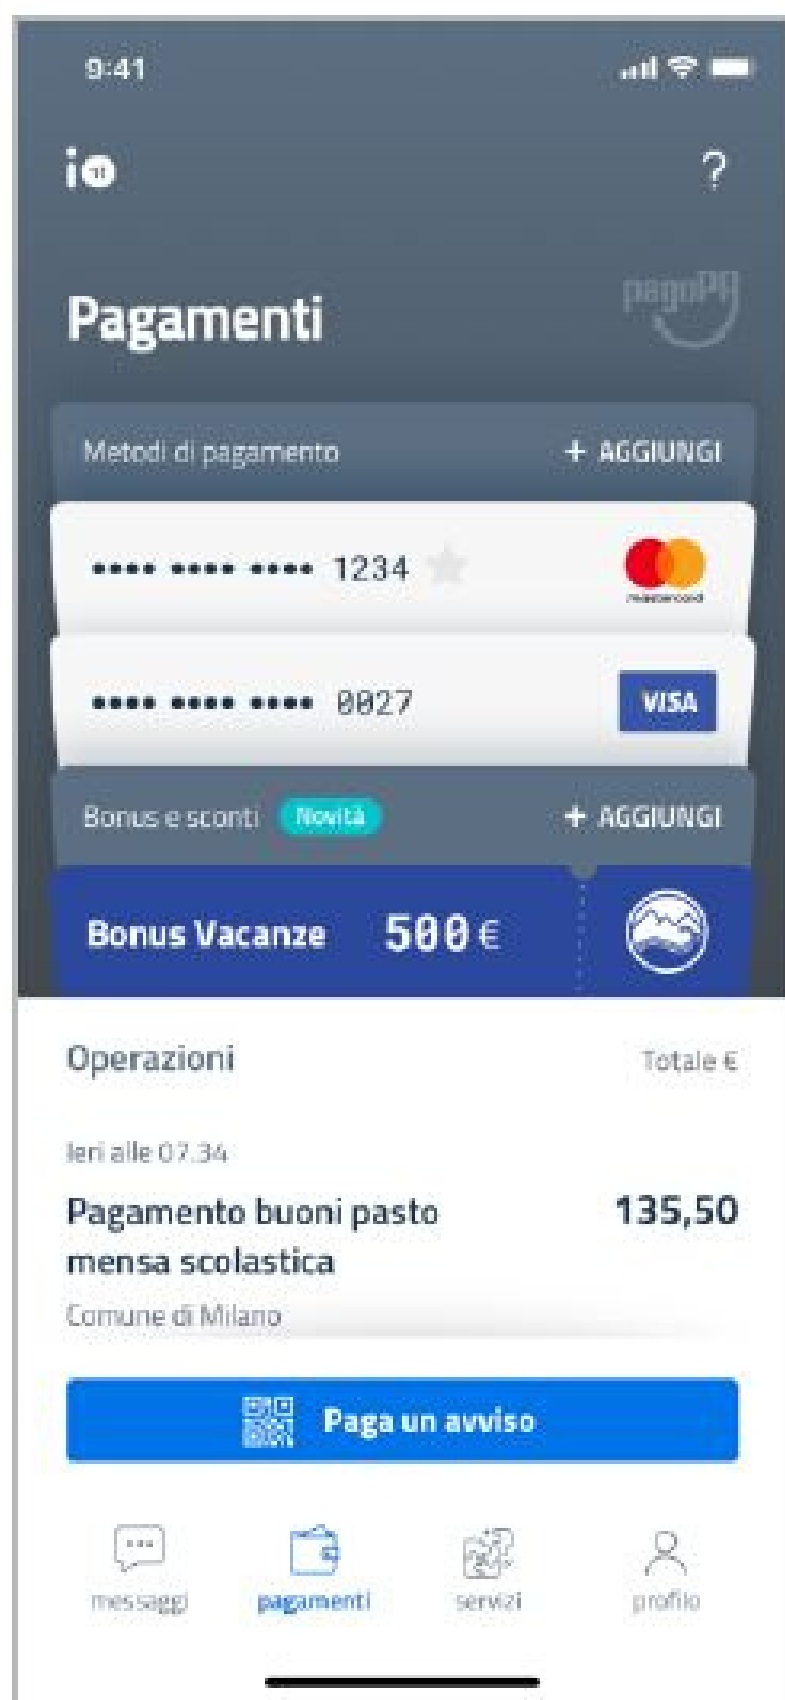 9:41
io
?
Pagamenti
pagoPA
Metodi di pagamento + AGGIUNGI
•••• •••• •••• 1234
mastercard
•••• •••• •••• 0027 VISA
Bonus e sconti Novità + AGGIUNGI
Bonus Vacanze 500 €
Operazioni Totale €
Ieri alle 07.34
Pagamento buoni pasto 135,50
mensa scolastica
Comune di Milano
Paga un avviso
messaggi pagamenti servizi profilo